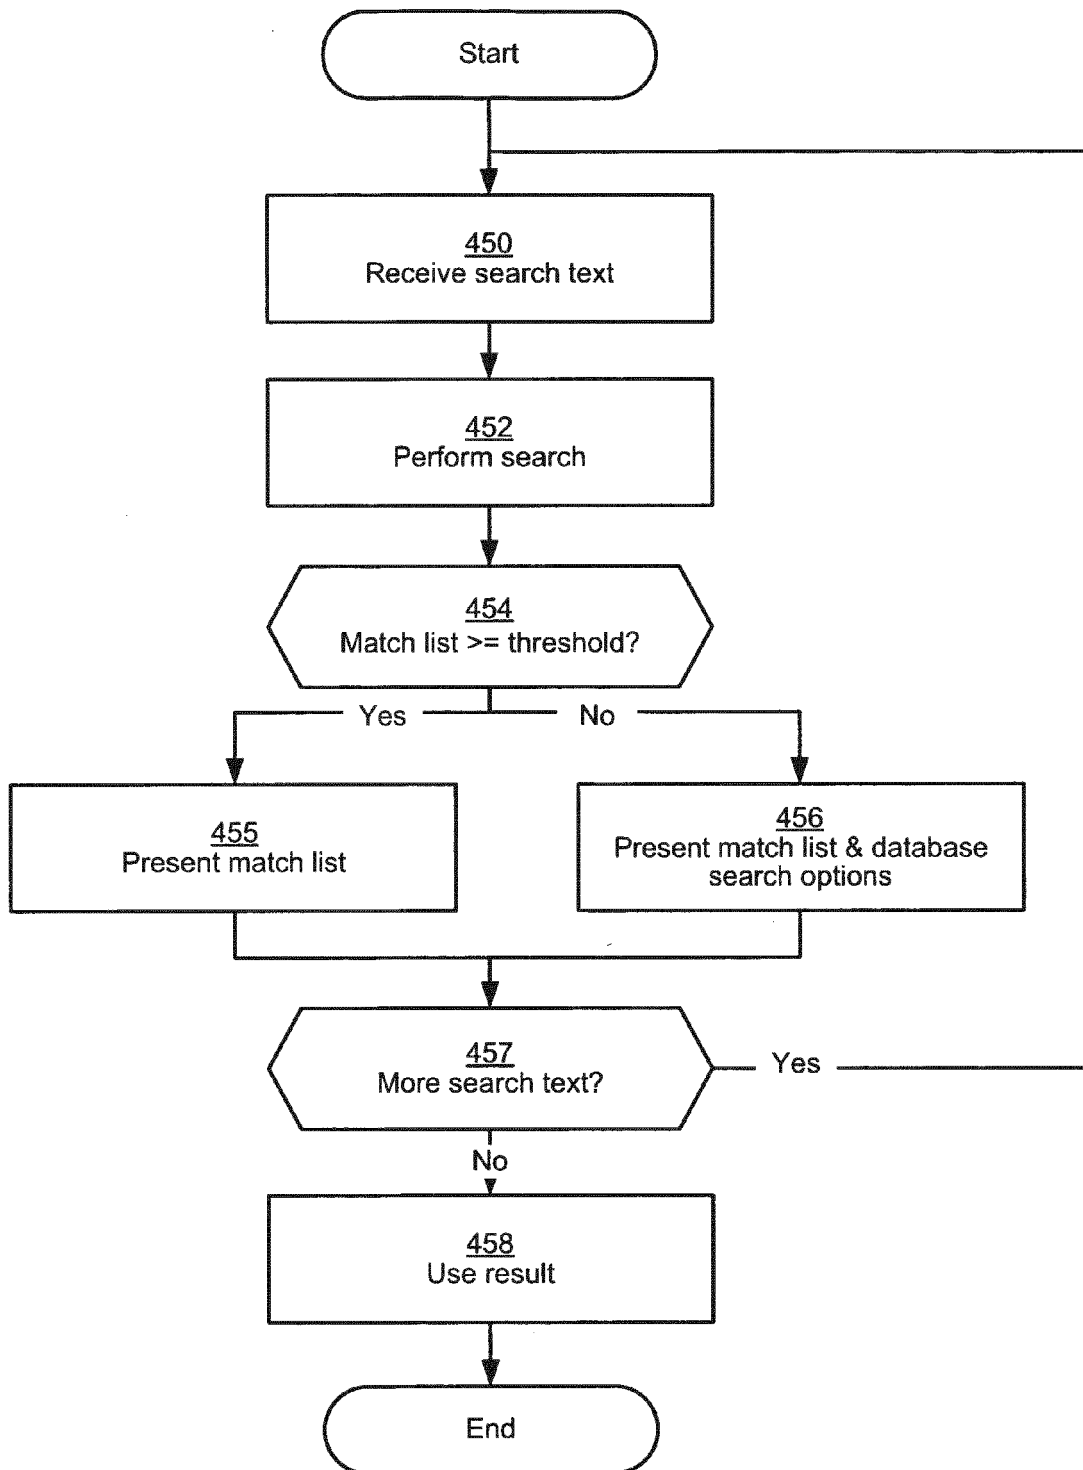 Start
450
Receive search text
452
Perform search
454
Match list >= threshold?
Yes
No
455
Present match list
456
Present match list & database
search options
457
More search text?
Yes
No
458
Use result
End